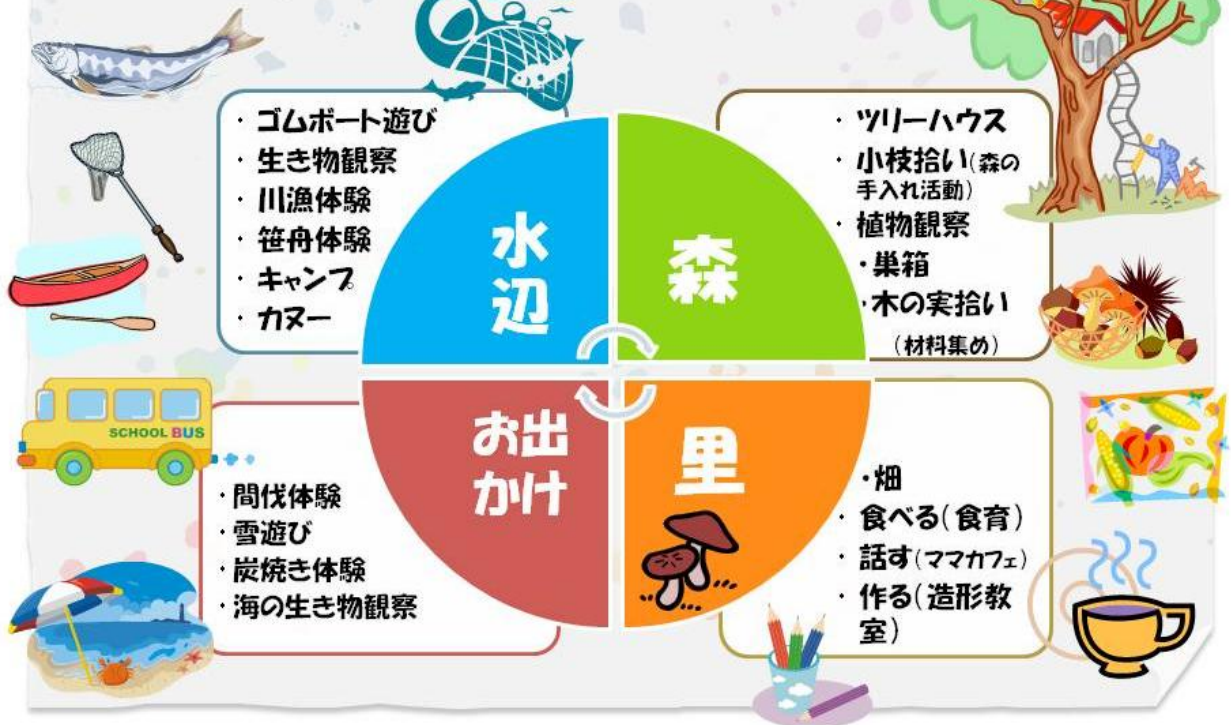 ・ゴムボート遊び
・生き物観察
・川漁体験
・笹舟体験
・キャンプ
・カヌー
水
辺
森
・ツリーハウス
・小枝拾い(森の
手入れ活動)
・植物観察
・巣箱
・木の実拾い
(材料集め)
SCHOOL BUS
・間伐体験
・雪遊び
・炭焼き体験
・海の生き物観察
お出
かけ
里
・畑
・食べる(食育)
・話す(ママカフェ)
・作る(造形教
室)